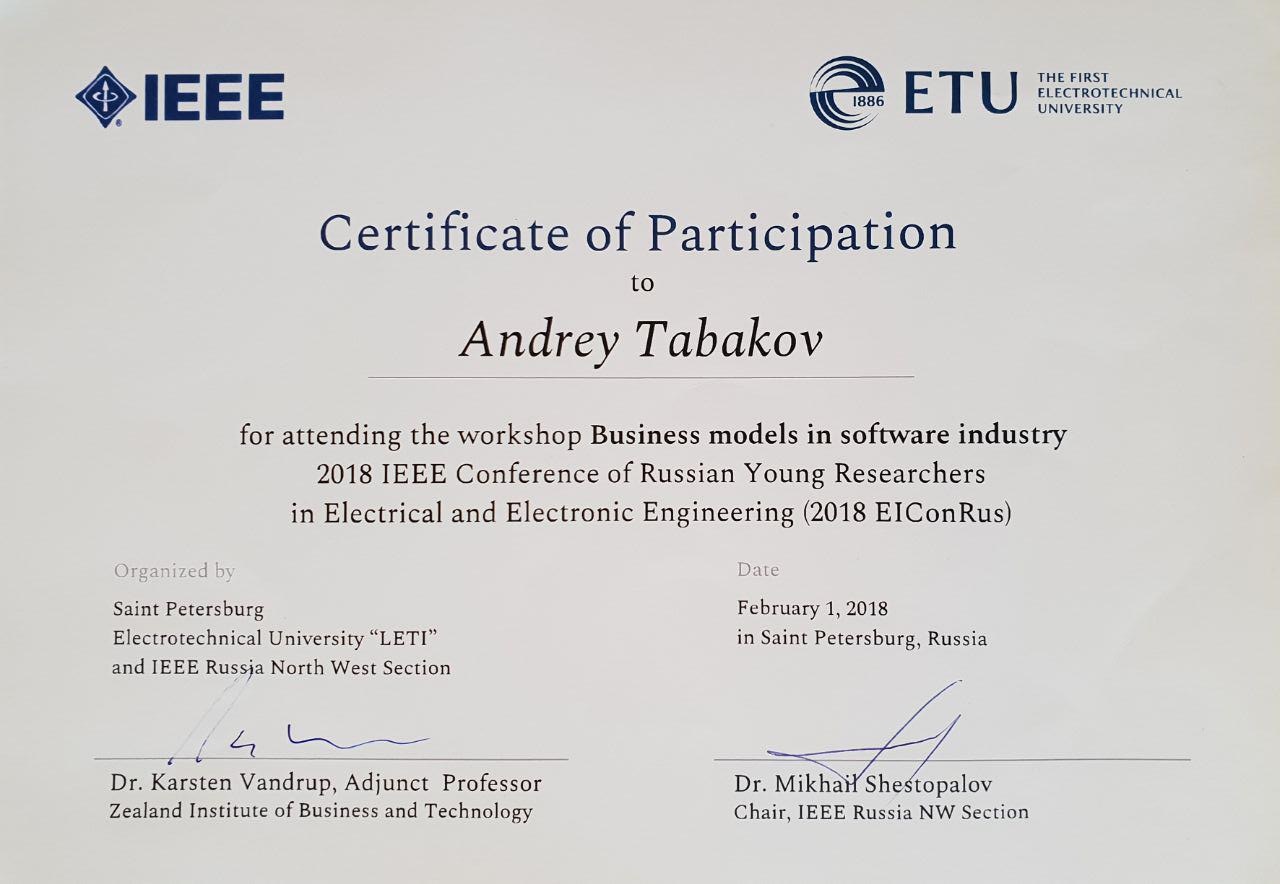 IEEE
1886
ETU
THE FIRST
ELECTROTECHNICAL
UNIVERSITY
Certificate of Participation
to
Andrey Tabakov
for attending the workshop Business models in software industry
2018 IEEE Conference of Russian Young Researchers
in Electrical and Electronic Engineering (2018 EIConRus)
Organized by
Saint Petersburg
Electrotechnical University “LETI”
and IEEE Russia North West Section
Date
February 1, 2018
in Saint Petersburg, Russia
Dr. Karsten Vandrup, Adjunct Professor
Zealand Institute of Business and Technology
Dr. Mikhail Shestopalov
Chair, IEEE Russia NW Section